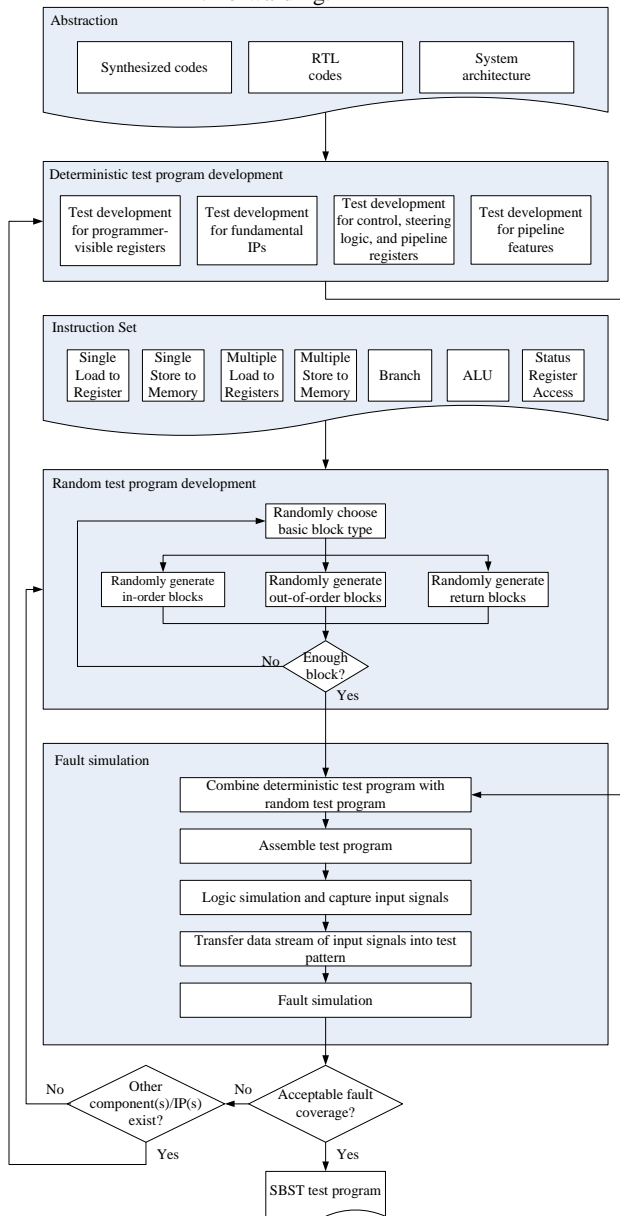 Abstraction
Synthesized codes
RTL
codes
System
architecture
Deterministic test program development
Test development
for programmer-
visible registers
Test development
for fundamental
IPs
Test development
for control, steering
logic, and pipeline
registers
Test development
for pipeline
features
Instruction Set
Single
Load to
Register
Single
Store to
Memory
Multiple
Load to
Registers
Multiple
Store to
Memory
Branch
ALU
Status
Register
Access
Random test program development
Randomly choose
basic block type
Randomly generate
in-order blocks
Randomly generate
out-of-order blocks
Randomly generate
return blocks
No
Enough
block?
Yes
Fault simulation
Combine deterministic test program with
random test program
Assemble test program
Logic simulation and capture input signals
Transfer data stream of input signals into test
pattern
Fault simulation
No
Other
component(s)/IP(s)
exist?
No
Acceptable fault
coverage?
Yes
Yes
SBST test program